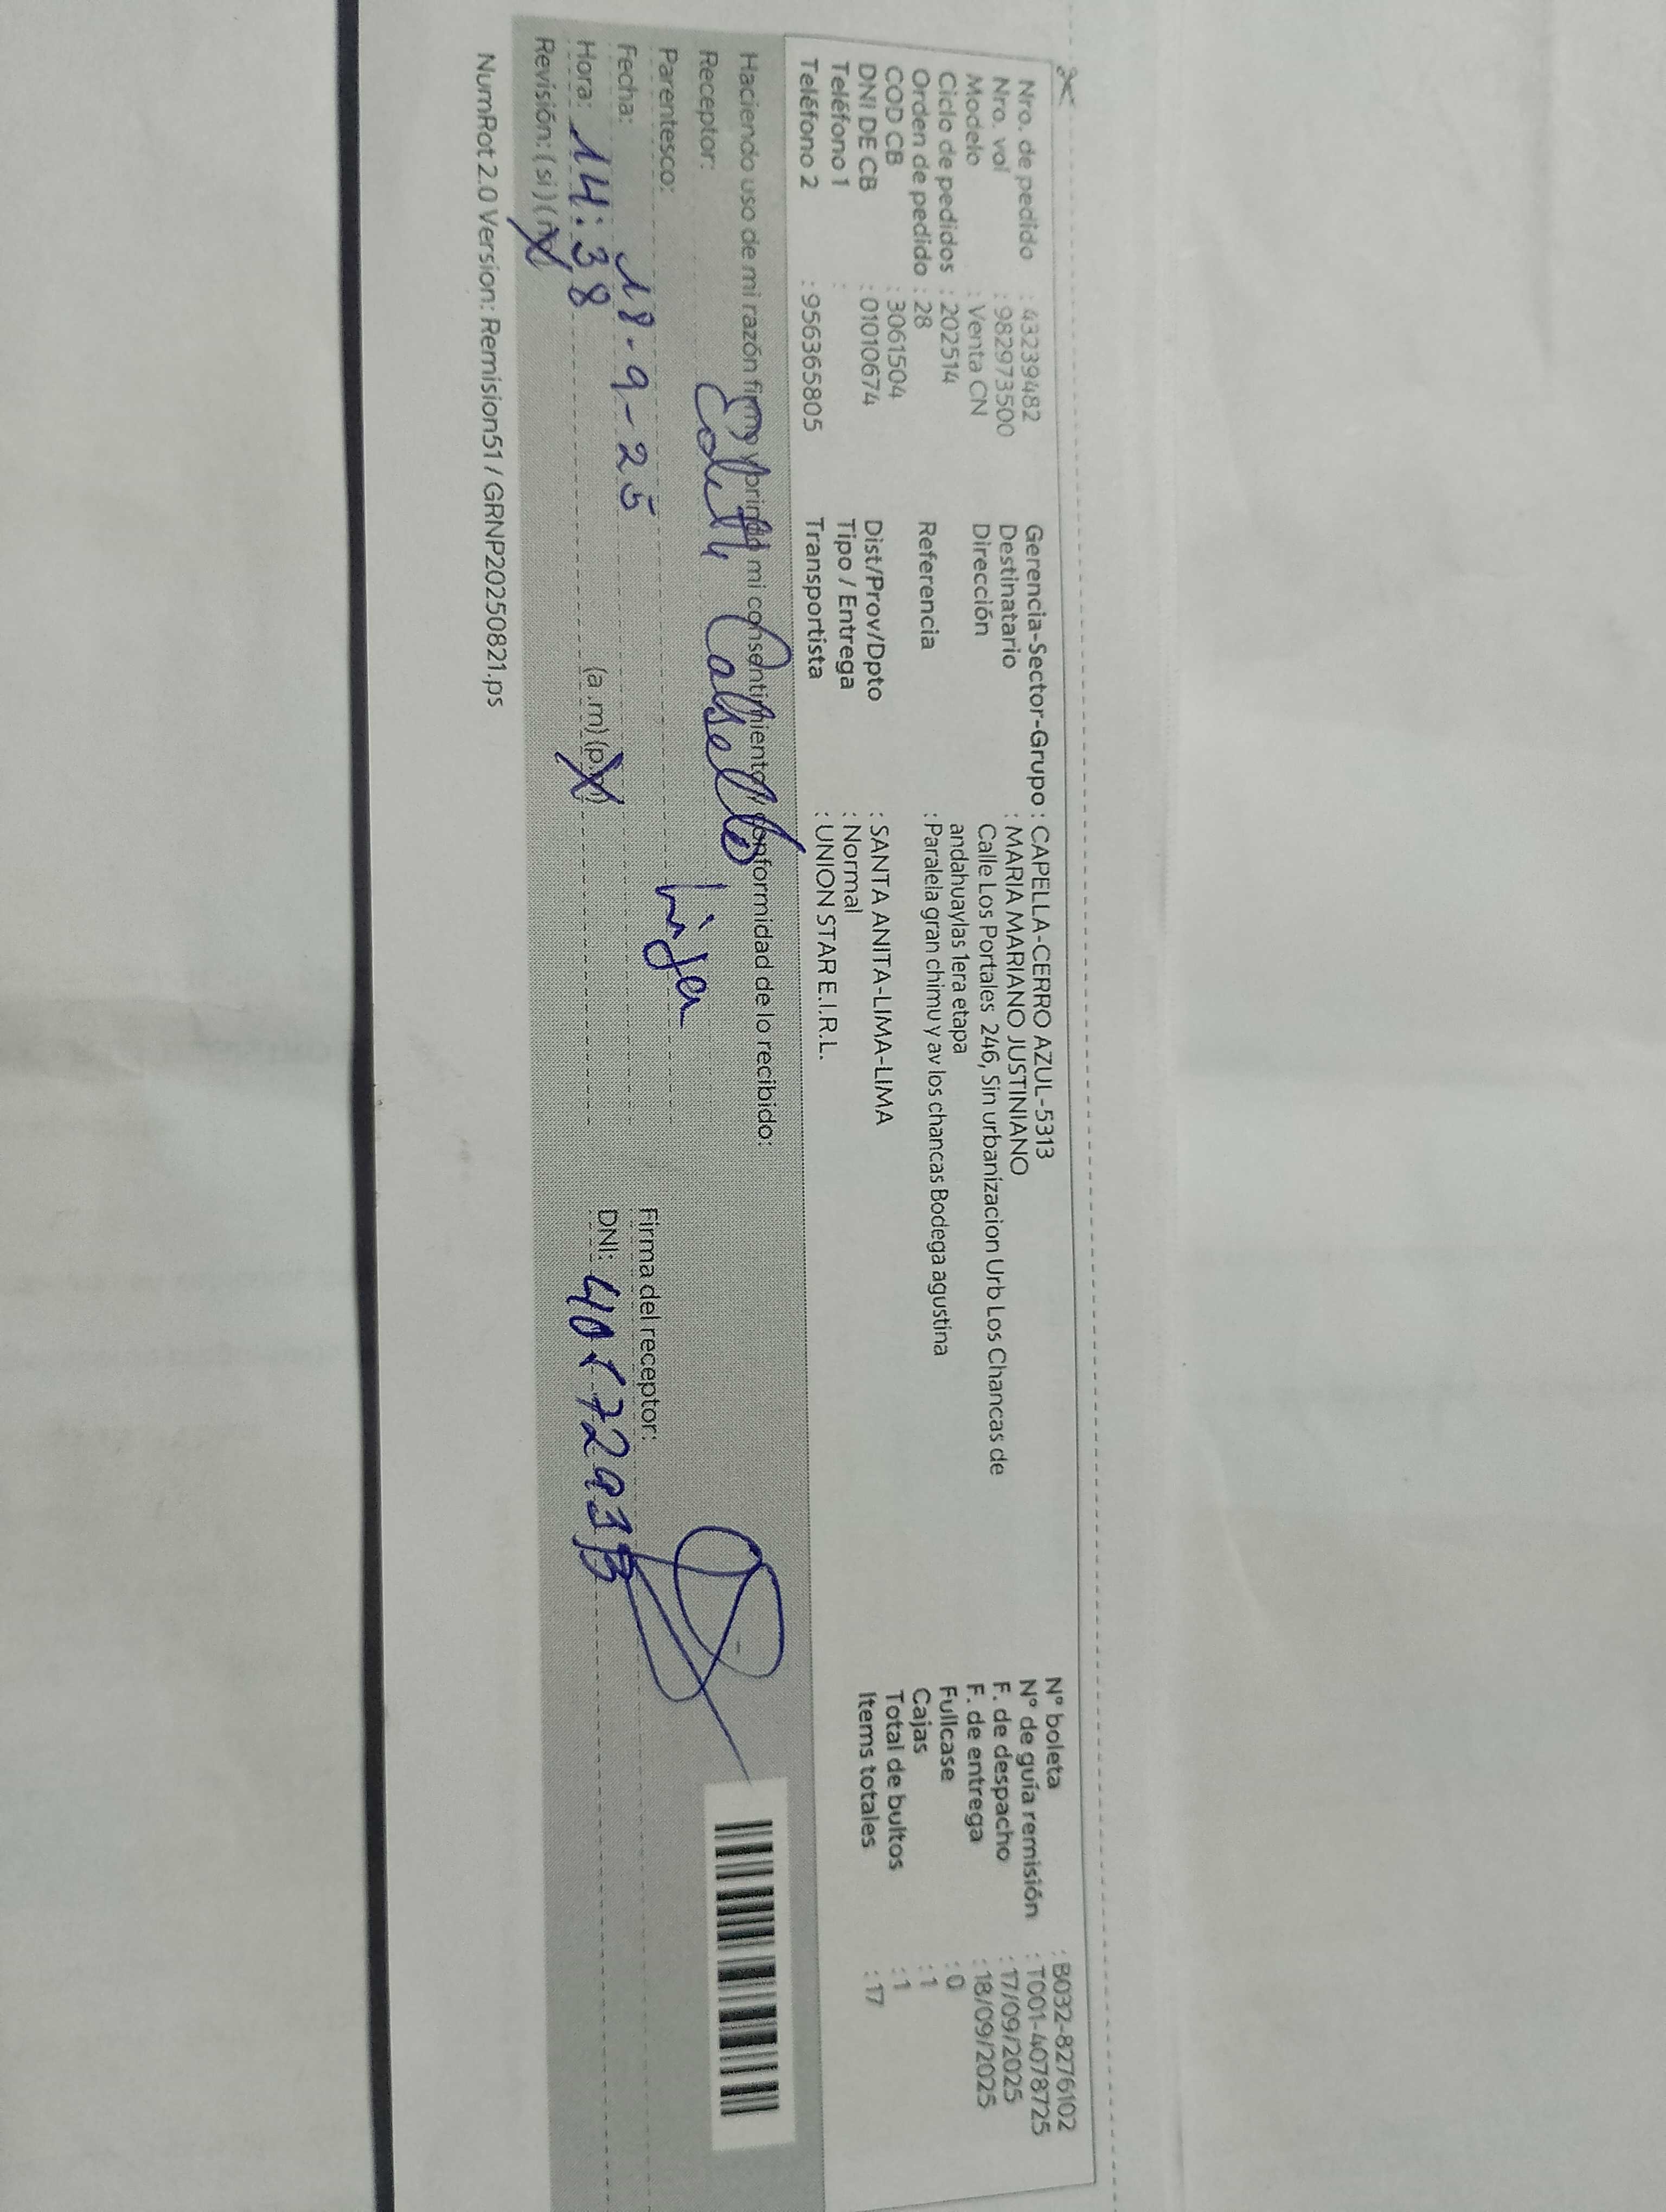 Nro. de pedido : 43239482
Nro. vol : 982973500
Modelo : Venta CN
Ciclo de pedidos : 202514
Orden de pedido : 28
COD CB : 3061504
DNI DE CB : 01010674
Teléfono 1 :
Teléfono 2 : 956365805
Gerencia-Sector-Grupo : CAPELLA-CERRO AZUL-5313
Destinatario : MARIA MARIANO JUSTINIANO
Dirección Calle Los Portales 246, Sin urbanizacion Urb Los Chancas de
andahuaylas 1era etapa
Referencia : Paralela gran chimu y av los chancas Bodega agustina
Dist/Prov/Dpto : SANTA ANITA-LIMA-LIMA
Tipo / Entrega : Normal
Transportista : UNION STAR E.I.R.L.
N° boleta : B032-8276102
N° de guía remisión : T001-4078725
F. de despacho : 17/09/2025
F. de entrega : 18/09/2025
Fullcase : 0
Cajas : 1
Total de bultos : 1
Items totales : 17
Haciendo uso de mi razón firmo y brindo mi consentimiento y conformidad de lo recibido:
Receptor: Edith
Parentesco: hija
Fecha: 18-9-25
Hora: 14:38 (a.m) (p.m)
Revisión: (si) (no)
Firma del receptor:
DNI:
NumRot 2.0 Version: Remision51 / GRNP20250821.ps